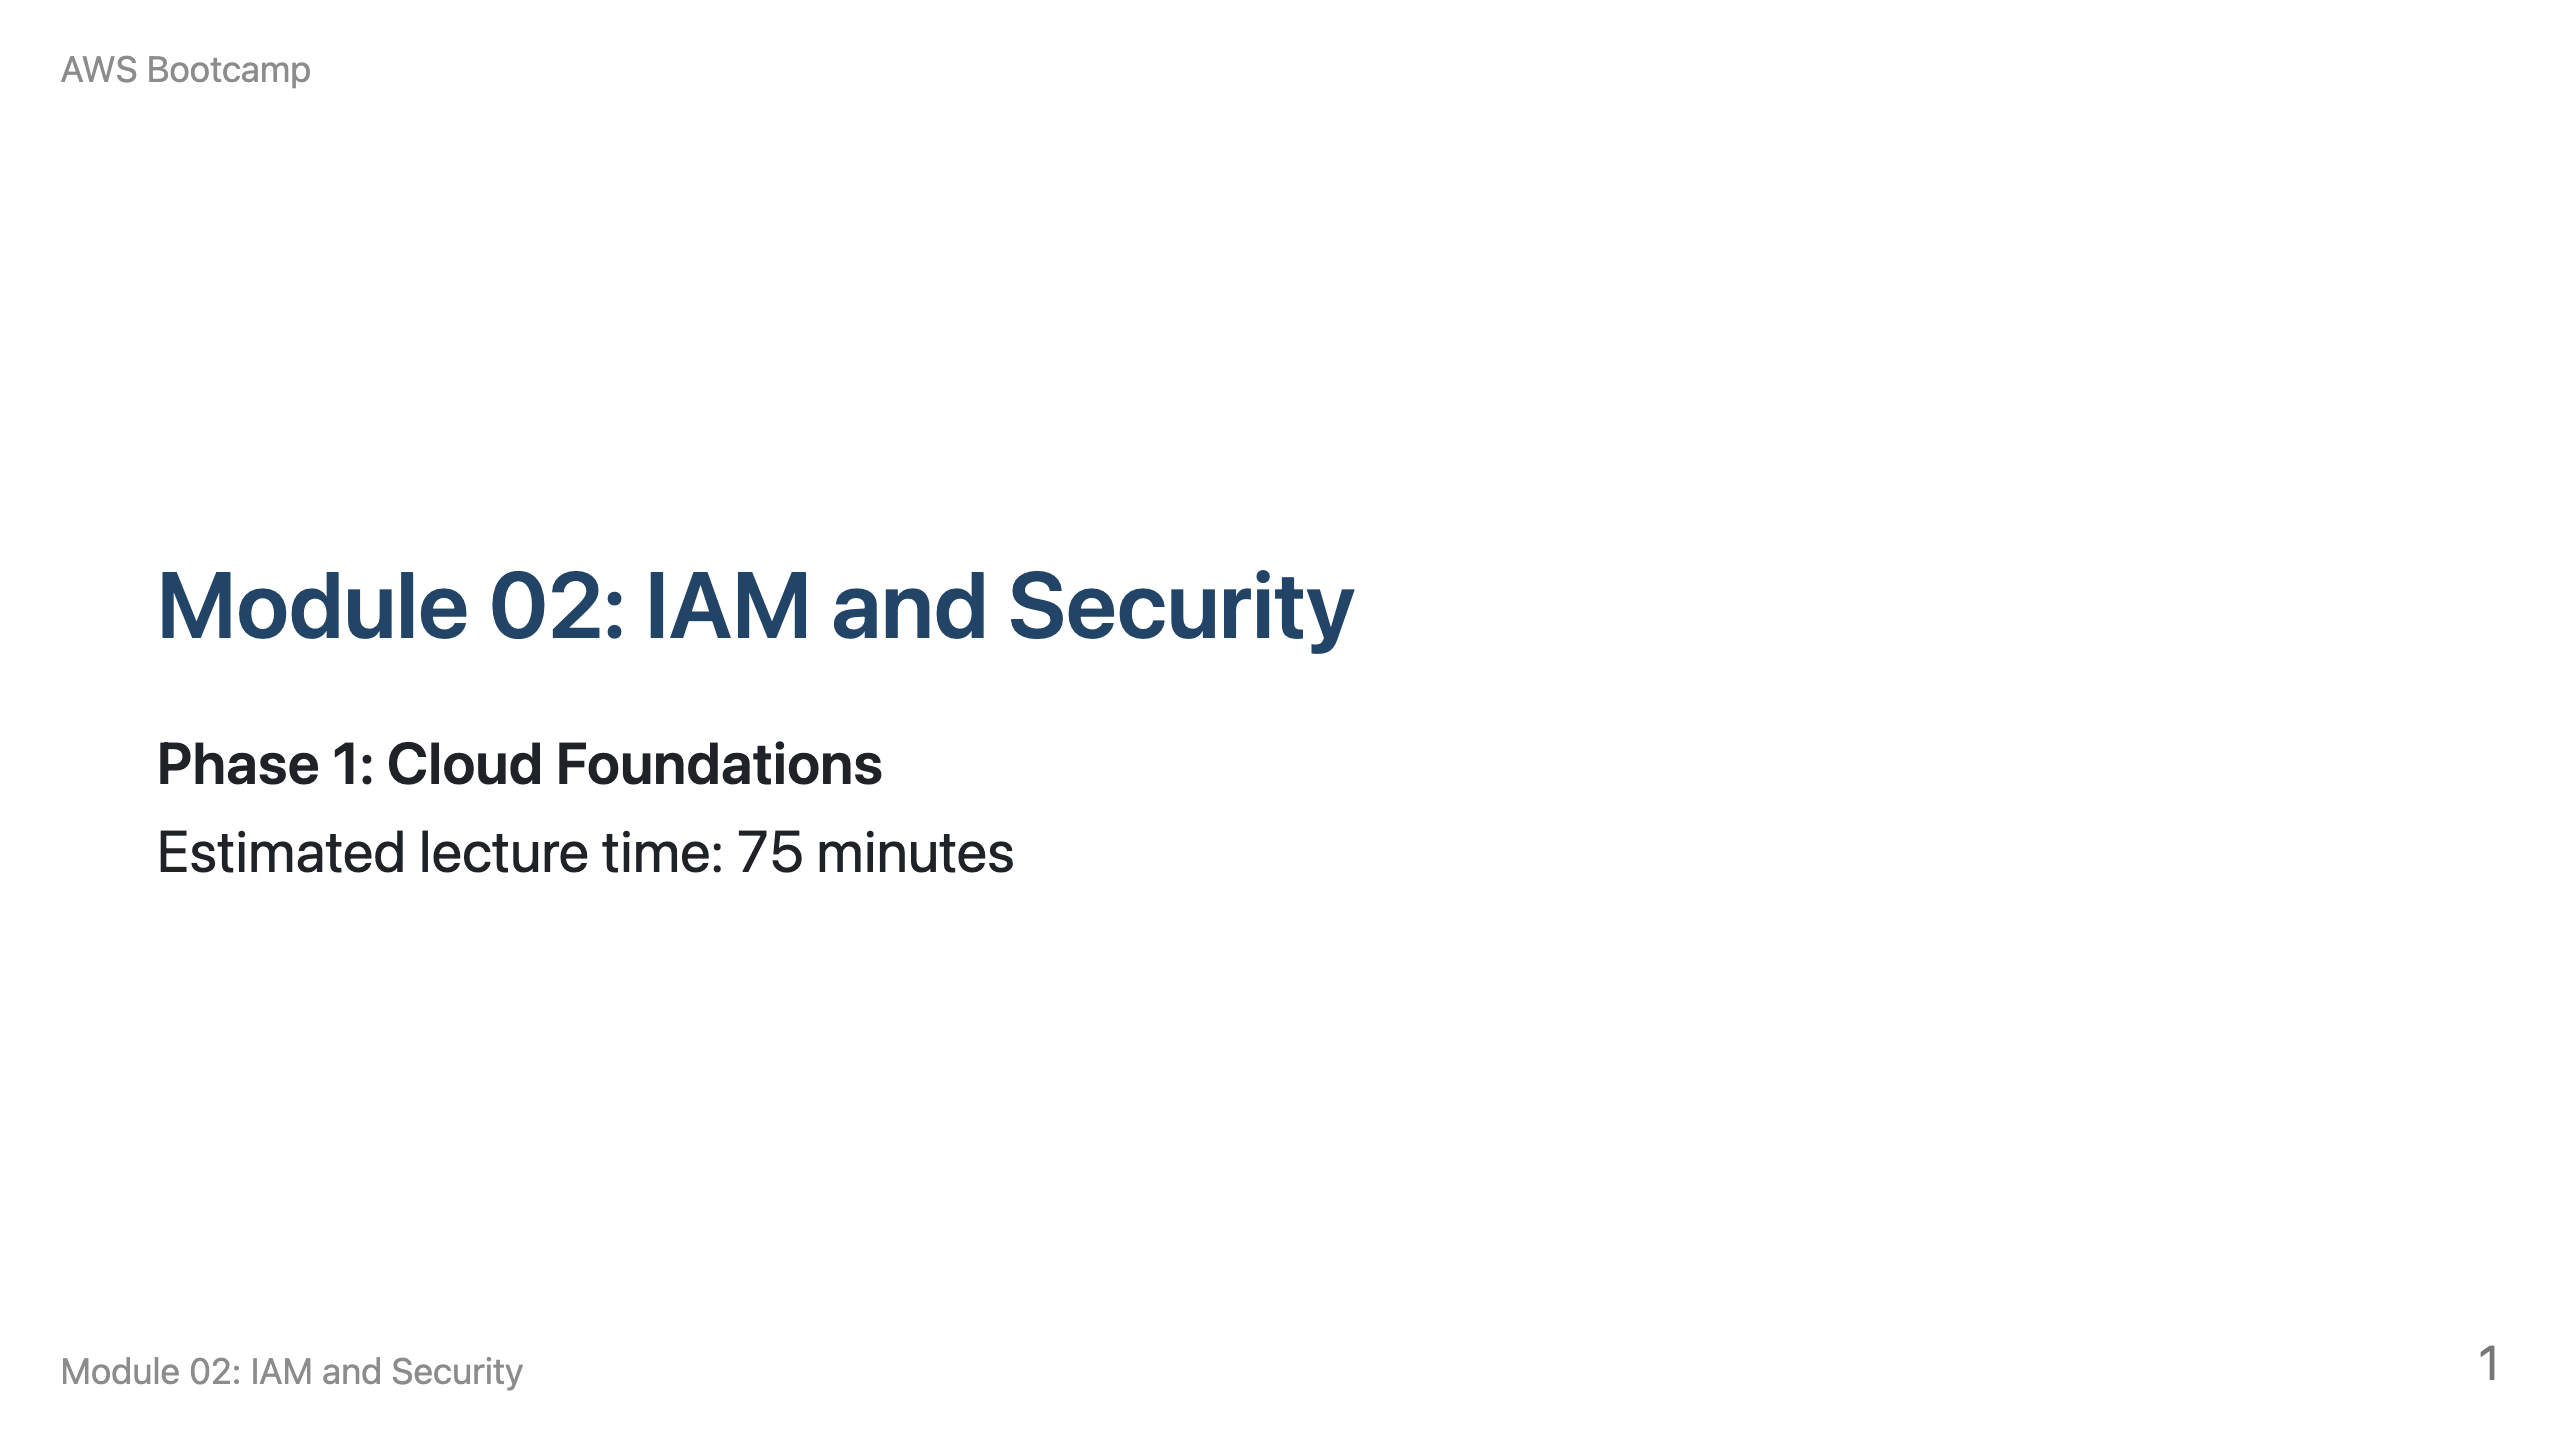 AWS Bootcamp
Module 02: IAM and Security
Phase 1: Cloud Foundations
Estimated lecture time: 75 minutes
Module 02: IAM and Security
1